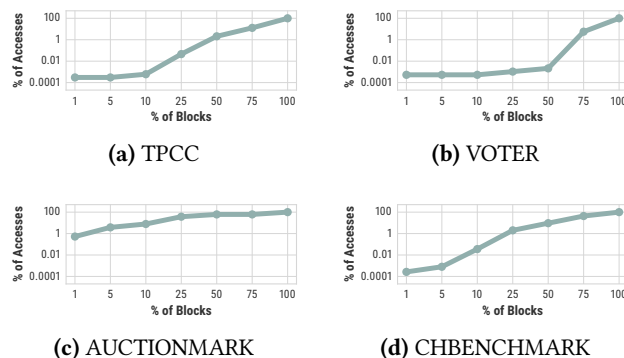 % of Accesses
100
1
0.01
0.0001
1 5 10 25 50 75 100
% of Blocks
(a) TPCC
% of Accesses
100
1
0.01
0.0001
1 5 10 25 50 75 100
% of Blocks
(b) VOTER
% of Accesses
100
1
0.01
0.0001
1 5 10 25 50 75 100
% of Blocks
(c) AUCTIONMARK
% of Accesses
100
1
0.01
0.0001
1 5 10 25 50 75 100
% of Blocks
(d) CHBENCHMARK